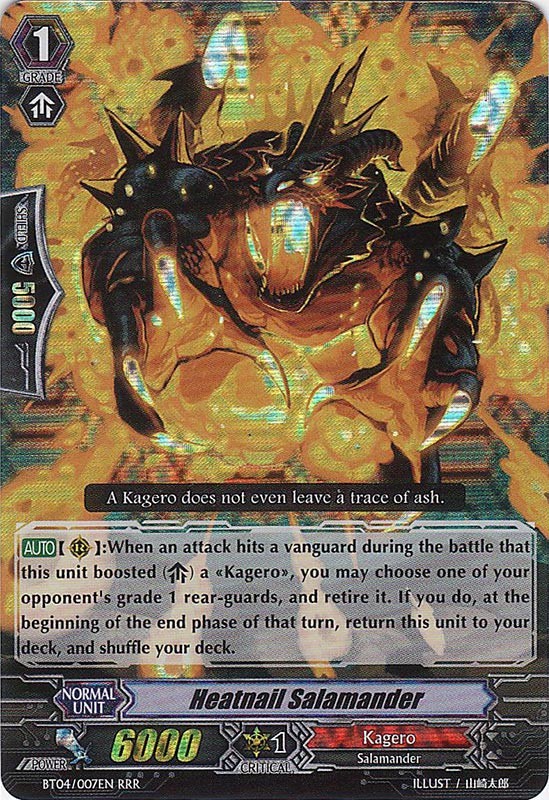 1
GRADE
SHIELD
5000
A Kagero does not even leave a trace of ash.
AUTO【 R 】:When an attack hits a vanguard during the battle that
this unit boosted ( ) a «Kagero», you may choose one of your
opponent's grade 1 rear-guards, and retire it. If you do, at the
beginning of the end phase of that turn, return this unit to your
deck, and shuffle your deck.
NORMAL
UNIT
Heatnail Salamander
POWER
6000
1
CRITICAL
Kagero
Salamander
BT04/007EN RRR
ILLUST / 山崎太郎